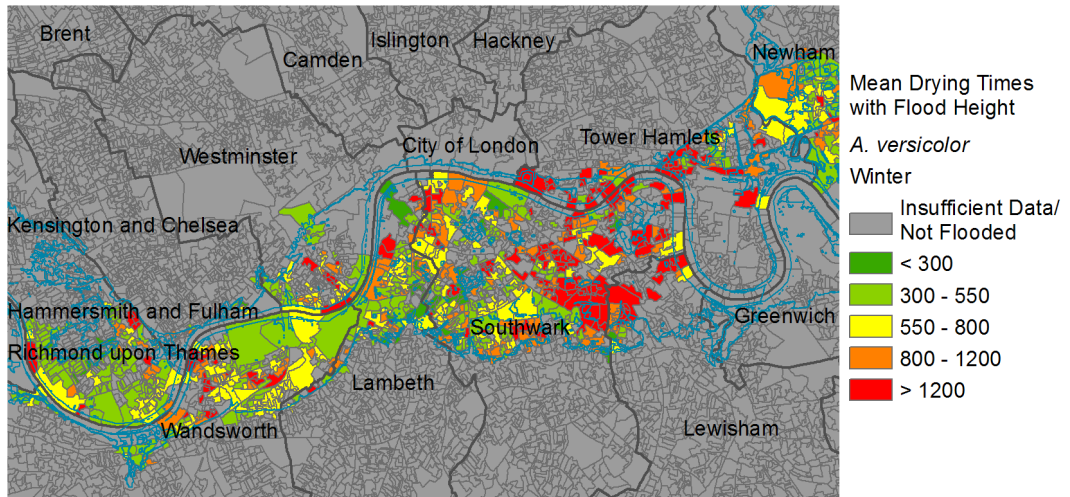 Brent
Islington
Hackney
Camden
Newham
City of London
Tower Hamlets
Westminster
Kensington and Chelsea
Hammersmith and Fulham
Southwark
Greenwich
Richmond upon Thames
Lambeth
Wandsworth
Lewisham
Mean Drying Times
with Flood Height
A. versicolor
Winter
Insufficient Data/
Not Flooded
< 300
300 - 550
550 - 800
800 - 1200
> 1200